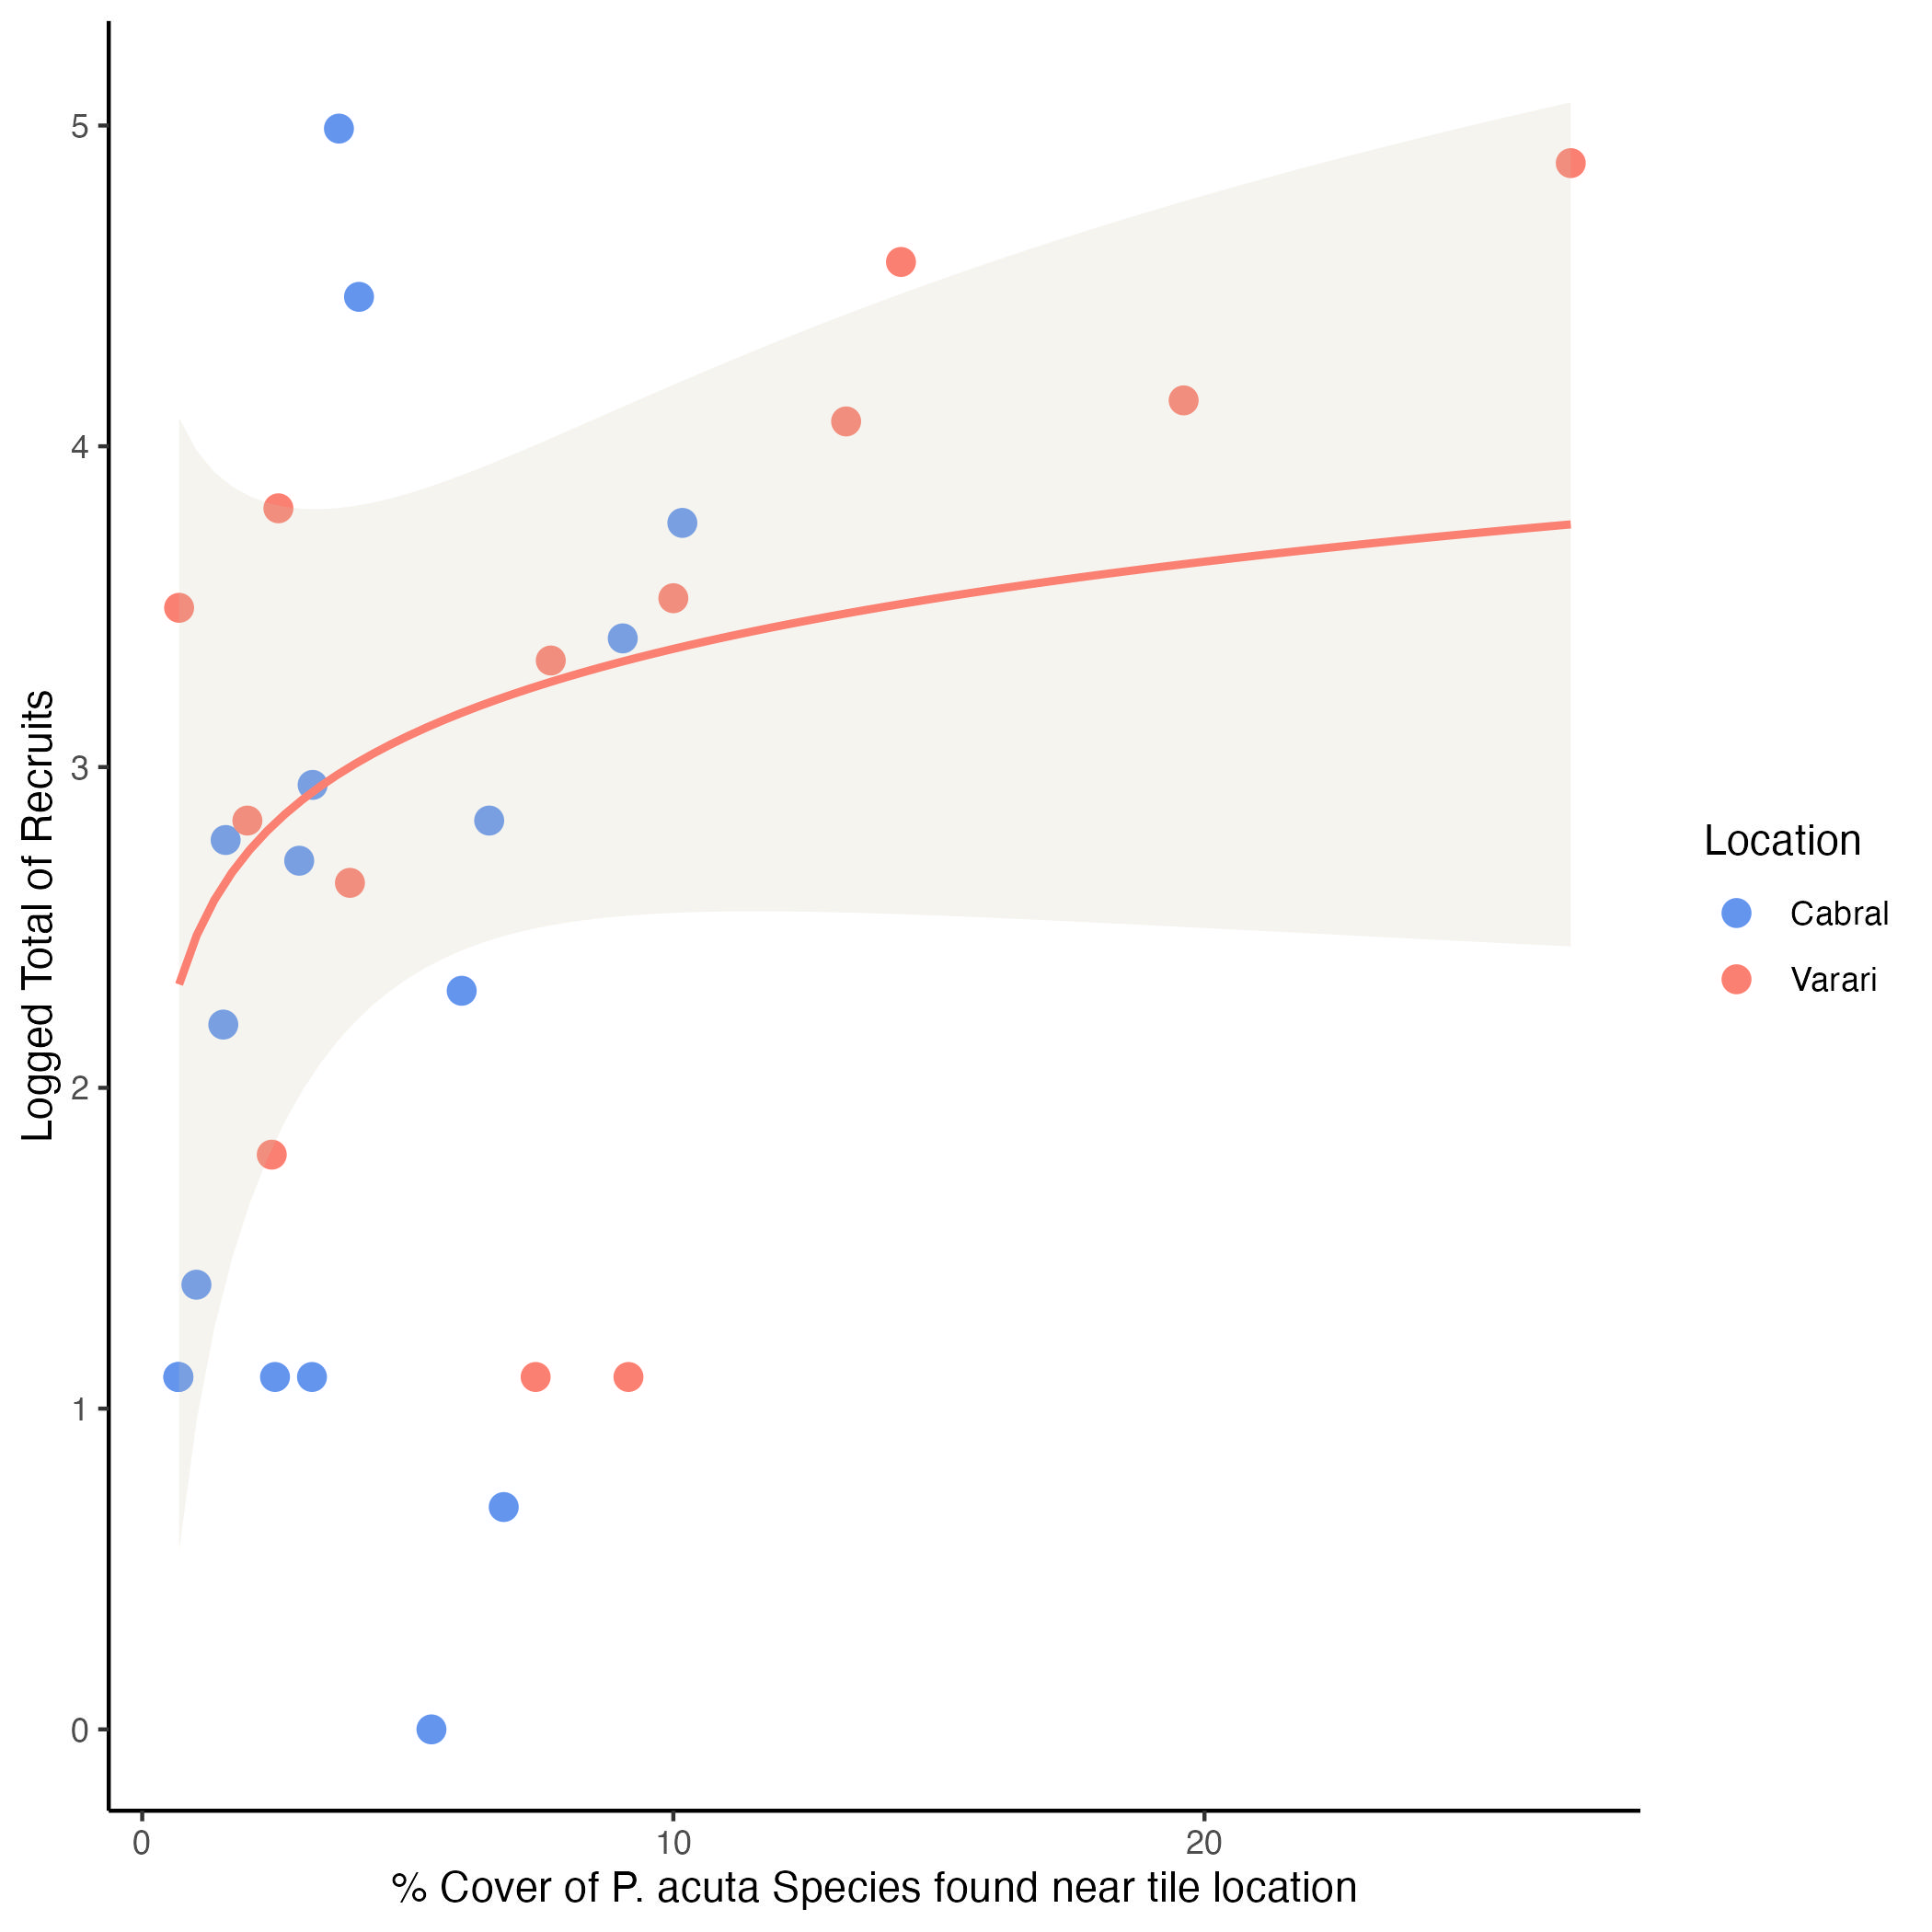 5
4
3
2
1
0
Logged Total of Recruits
0 10 20
% Cover of P. acuta Species found near tile location
Location
Cabral
Varari